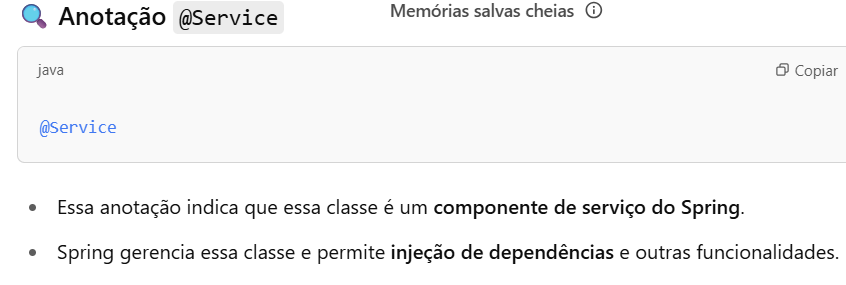 Anotação @Service
Memórias salvas cheias
java
Copiar
@Service
Essa anotação indica que essa classe é um componente de serviço do Spring.
Spring gerencia essa classe e permite injeção de dependências e outras funcionalidades.